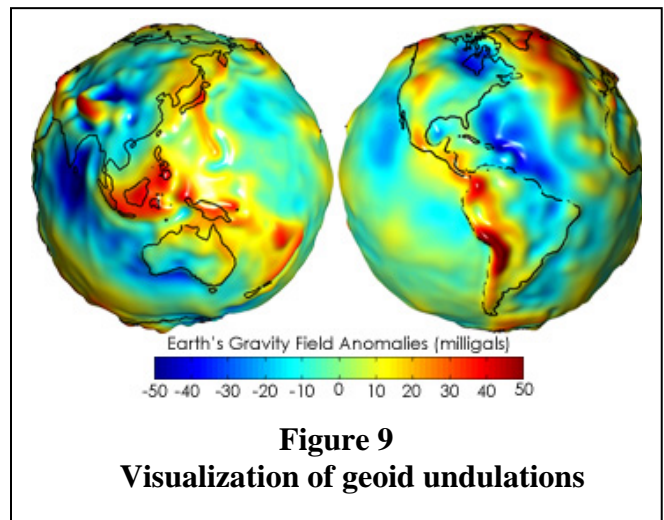 Earth's Gravity Field Anomalies (milligals)
-50 -40 -30 -20 -10 0 10 20 30 40 50
Figure 9
Visualization of geoid undulations